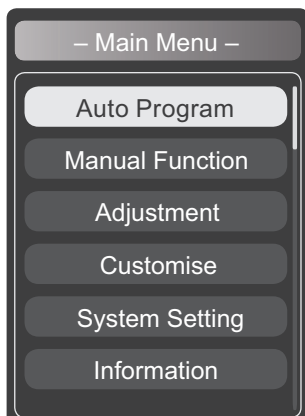 – Main Menu –
Auto Program
Manual Function
Adjustment
Customise
System Setting
Information